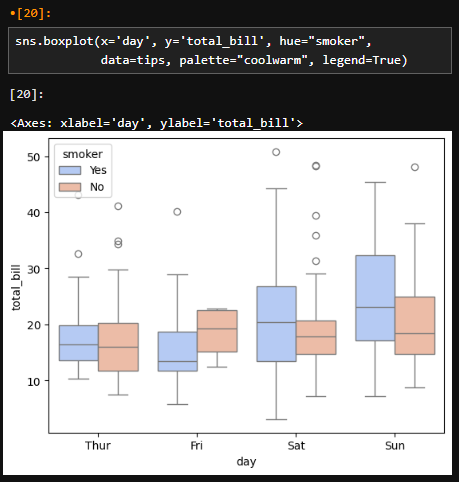 •[20]:
sns.boxplot(x='day', y='total_bill', hue="smoker",
data=tips, palette="coolwarm", legend=True)
[20]:
<Axes: xlabel='day', ylabel='total_bill'>
smoker
Yes
No
50
40
30
20
10
total_bill
Thur Fri Sat Sun
day